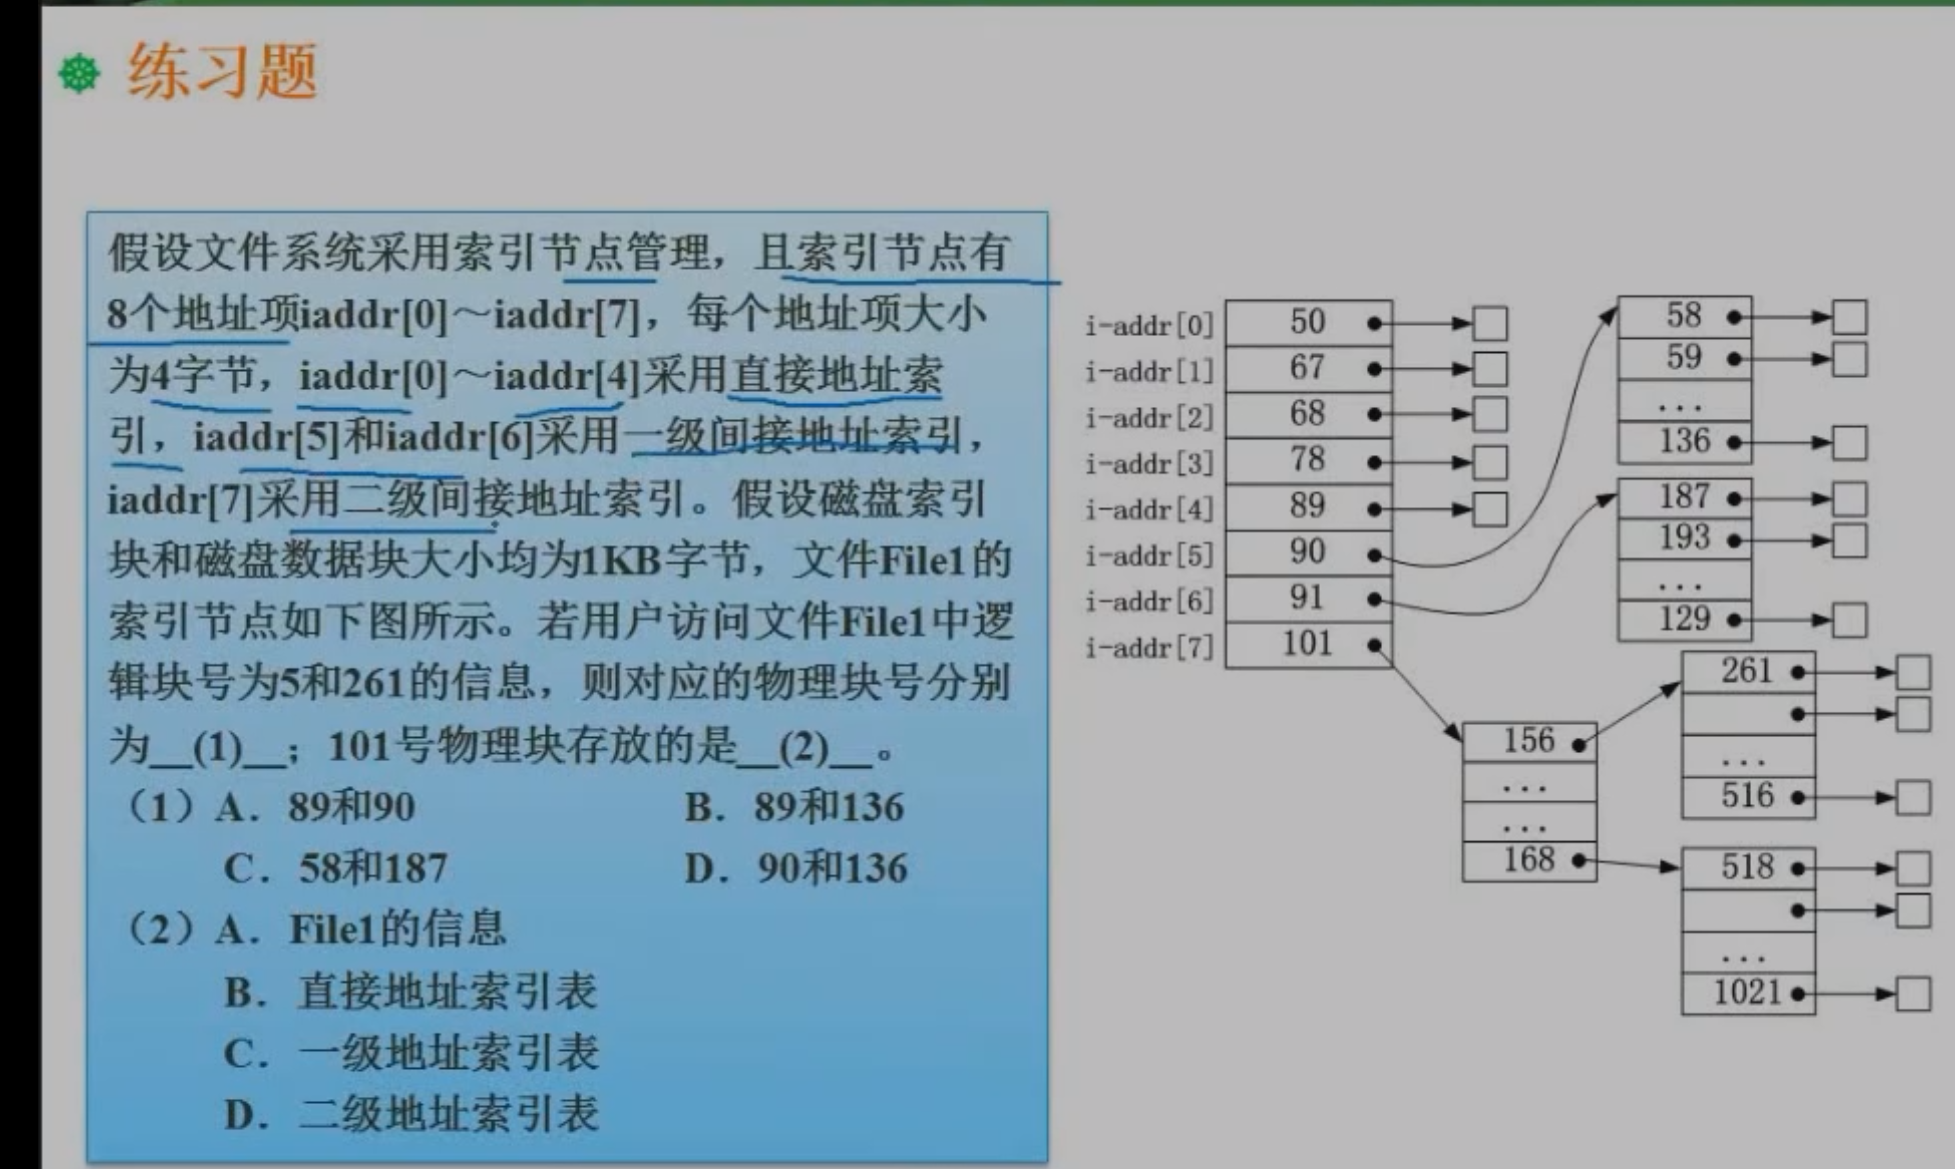 练习题
假设文件系统采用索引节点管理，且索引节点有
8个地址项iaddr[0]～iaddr[7]，每个地址项大小
为4字节，iaddr[0]～iaddr[4]采用直接地址索
引，iaddr[5]和iaddr[6]采用一级间接地址索引，
iaddr[7]采用二级间接地址索引。假设磁盘索引
块和磁盘数据块大小均为1KB字节，文件File1的
索引节点如下图所示。若用户访问文件File1中逻
辑块号为5和261的信息，则对应的物理块号分别
为__(1)__；101号物理块存放的是__(2)__。
（1）A．89和90 B．89和136
C．58和187 D．90和136
（2）A．File1的信息
B．直接地址索引表
C．一级地址索引表
D．二级地址索引表
i-addr[0] 50
i-addr[1] 67
i-addr[2] 68
i-addr[3] 78
i-addr[4] 89
i-addr[5] 90
i-addr[6] 91
i-addr[7] 101
58
59
...
136
187
193
...
129
156
...
...
168
261
...
516
518
...
1021